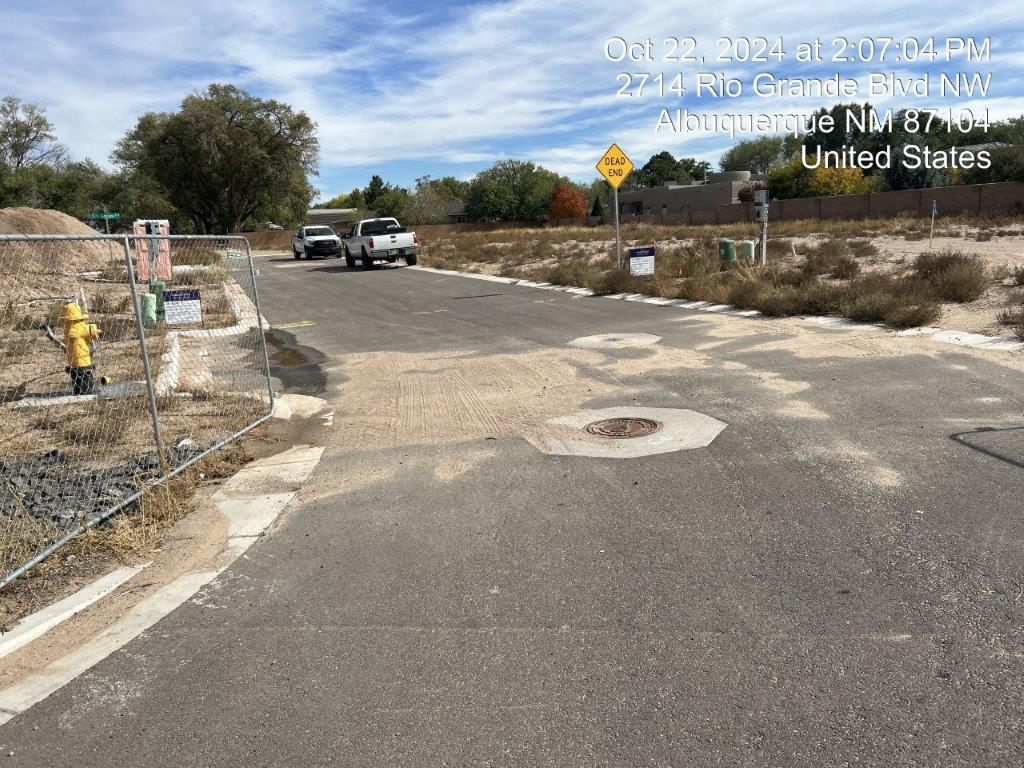 Oct 22, 2024 at 2:07:04 PM
2714 Rio Grande Blvd NW
Albuquerque NM 87104
United States
DEAD
END